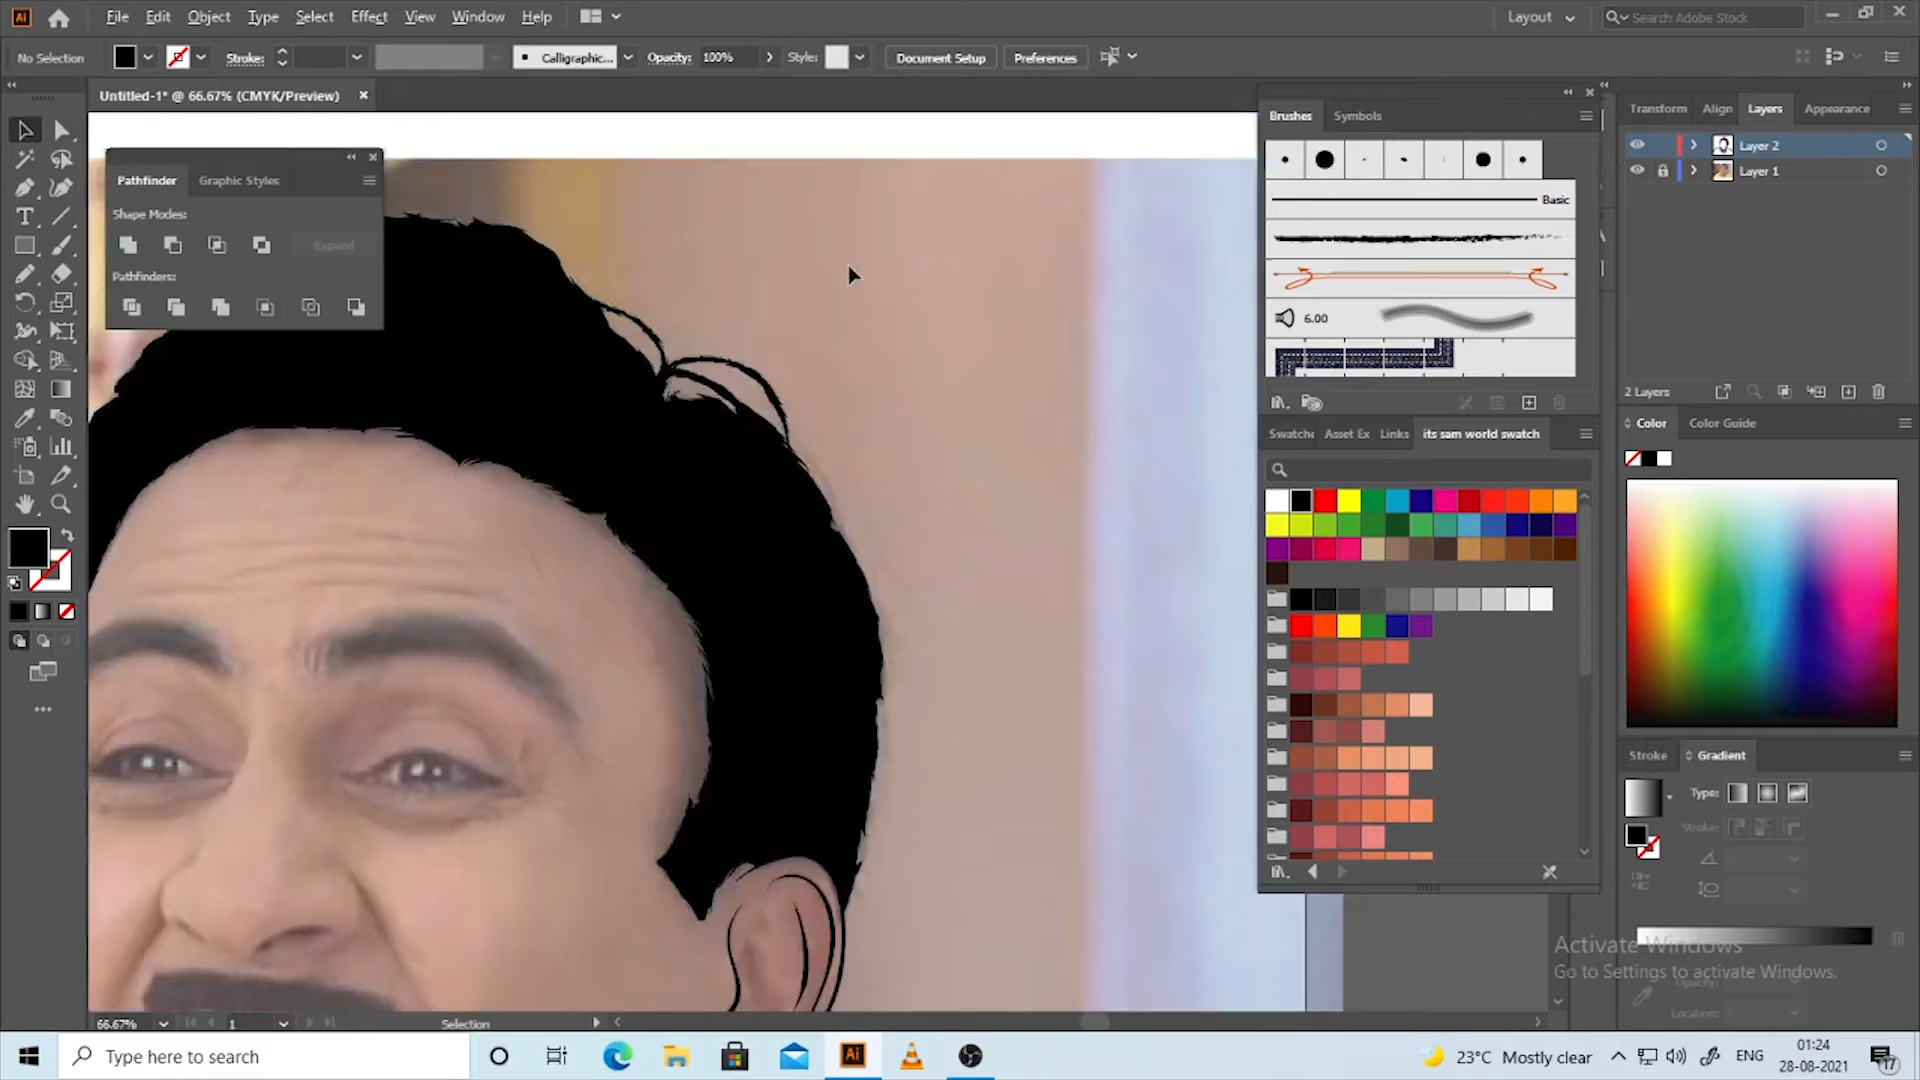 Ai File Edit Object Type Select Effect View Window Help Layout Search Adobe Stock
No Selection Stroke: Calligraphic... Opacity: 100% Style: Document Setup Preferences
Untitled-1* @ 66.67% (CMYK/Preview)
Brushes Symbols
Transform Align Layers Appearance
Layer 2
Layer 1
Pathfinder Graphic Styles
Shape Modes:
Expand
Pathfinders:
Basic
6.00
2 Layers
Color Color Guide
Swatche Asset Ex Links its sam world swatch
Stroke Gradient
Type:
Stroke:
Opacity:
Location:
Activate Windows
Go to Settings to activate Windows.
66.67% 1 Selection
Type here to search
Ai
23°C Mostly clear ENG
01:24
28-08-2021
17